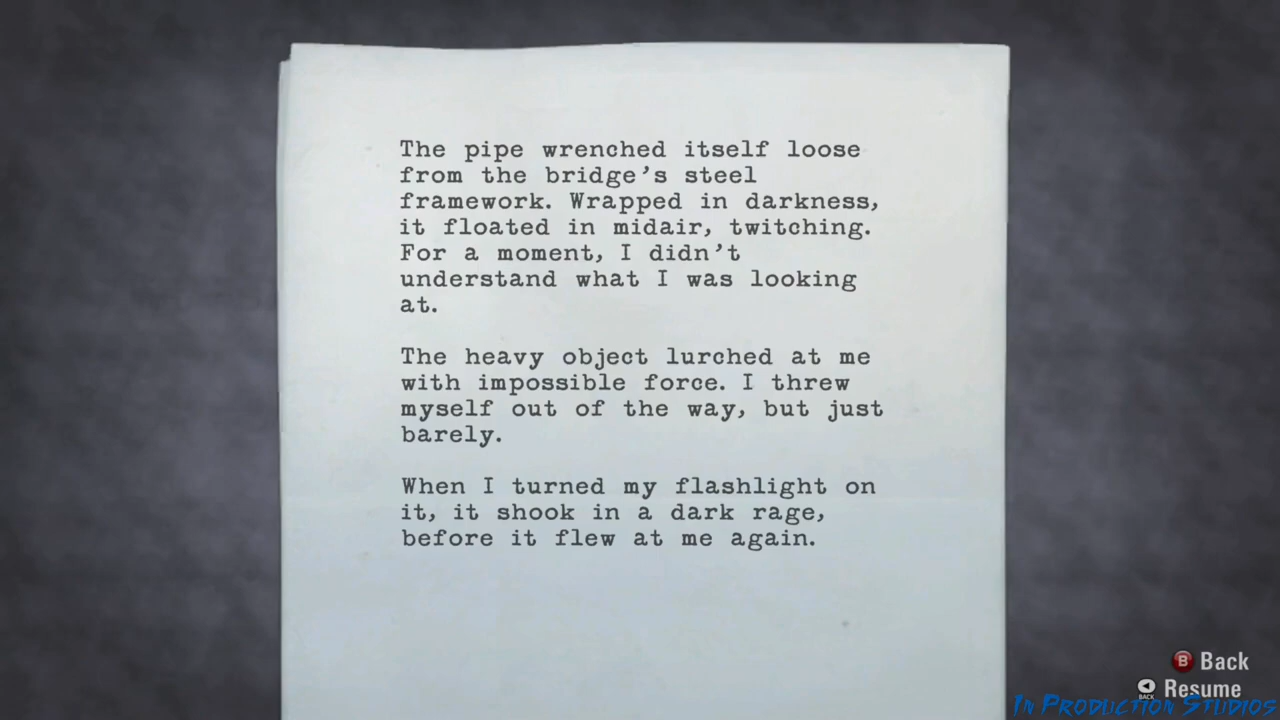 The pipe wrenched itself loose
from the bridge's steel
framework. Wrapped in darkness,
it floated in midair, twitching.
For a moment, I didn't
understand what I was looking
at.
The heavy object lurched at me
with impossible force. I threw
myself out of the way, but just
barely.
When I turned my flashlight on
it, it shook in a dark rage,
before it flew at me again.
B Back
BACK Resume
In Production Studios